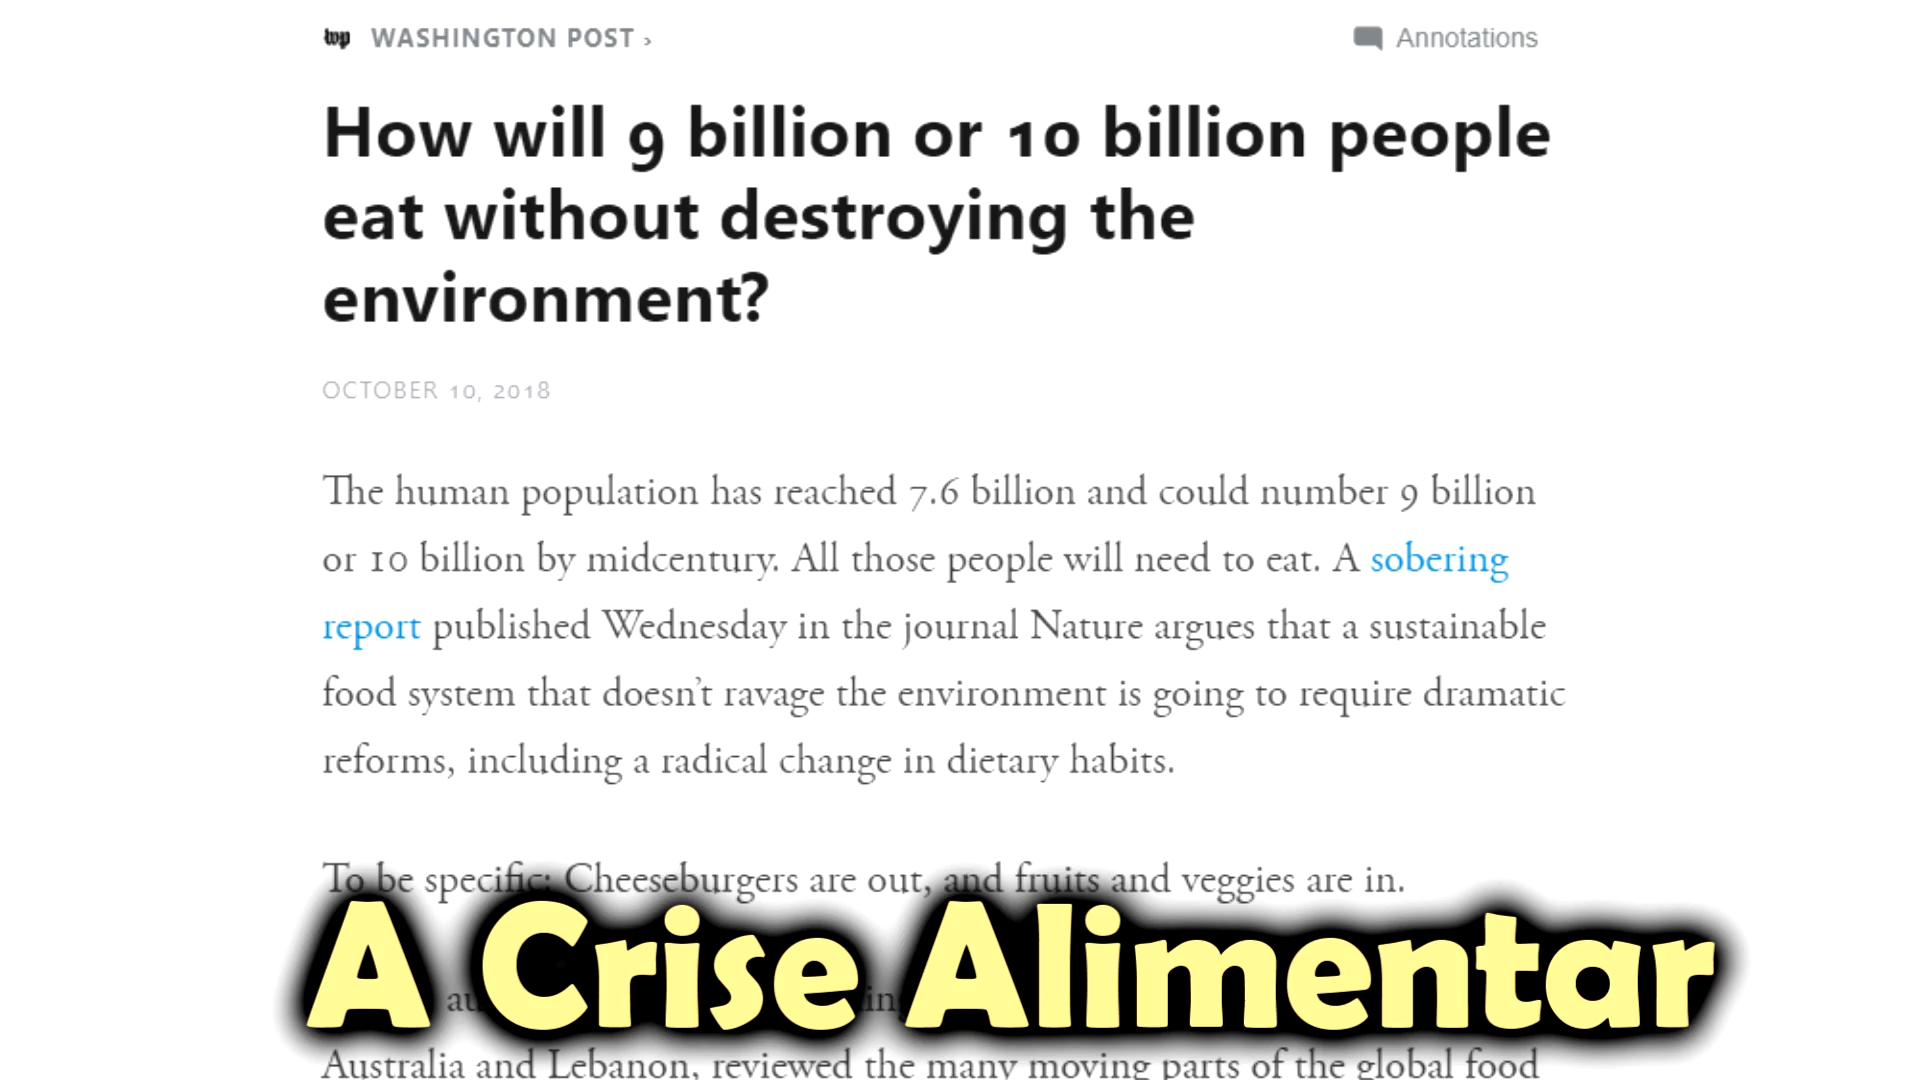 wp WASHINGTON POST ›
Annotations
How will 9 billion or 10 billion people
eat without destroying the
environment?
OCTOBER 10, 2018
The human population has reached 7.6 billion and could number 9 billion
or 10 billion by midcentury. All those people will need to eat. A sobering
report published Wednesday in the journal Nature argues that a sustainable
food system that doesn’t ravage the environment is going to require dramatic
reforms, including a radical change in dietary habits.
To be specific: Cheeseburgers are out, and fruits and veggies are in.
A Crise Alimentar
Australia and Lebanon, reviewed the many moving parts of the global food